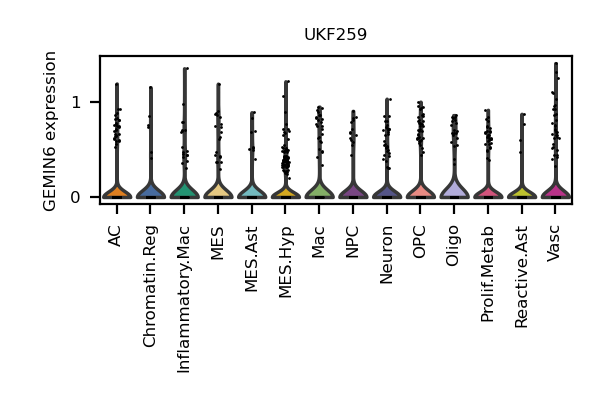 UKF259
GEMIN6 expression
1
0
AC
Chromatin.Reg
Inflammatory.Mac
MES
MES.Ast
MES.Hyp
Mac
NPC
Neuron
OPC
Oligo
Prolif.Metab
Reactive.Ast
Vasc